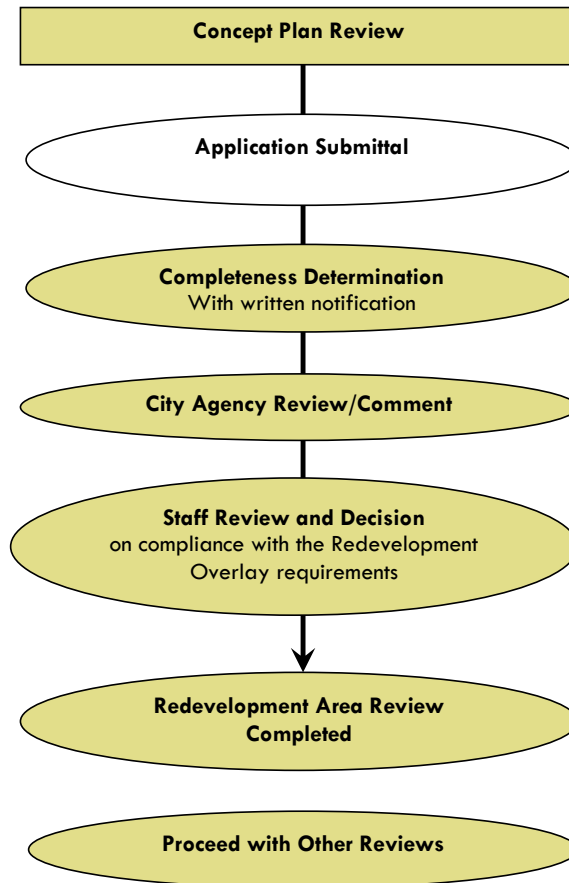 Concept Plan Review
Application Submittal
Completeness Determination
With written notification
City Agency Review/Comment
Staff Review and Decision
on compliance with the Redevelopment
Overlay requirements
Redevelopment Area Review
Completed
Proceed with Other Reviews